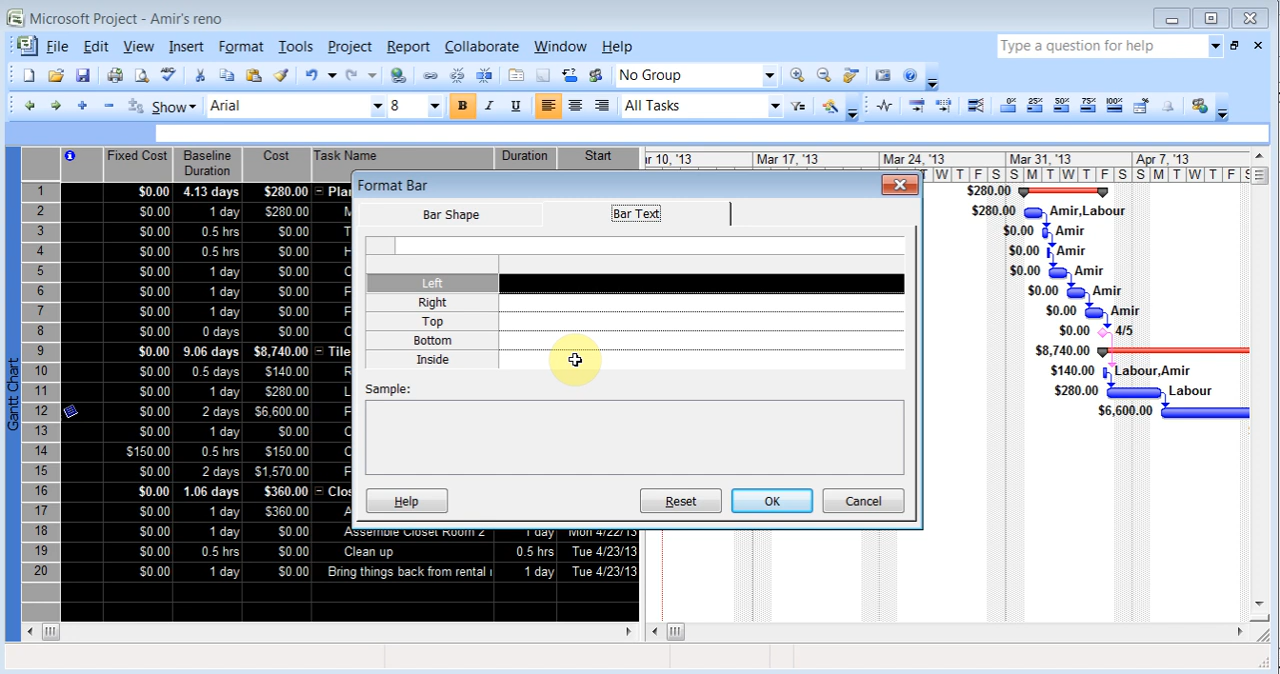 Microsoft Project - Amir's reno
File Edit View Insert Format Tools Project Report Collaborate Window Help
Type a question for help
No Group
Show Arial 8 B I U All Tasks
0% 25% 50% 75% 100%
Fixed Cost Baseline Duration Cost Task Name Duration Start
ar 10, '13 Mar 17, '13 Mar 24, '13 Mar 31, '13 Apr 7, '13
T W T F S S M T W T F S S M T W T F S
Format Bar
Bar Shape Bar Text
Left
Right
Top
Bottom
Inside
Sample:
Help Reset OK Cancel
Gantt Chart
1 $0.00 4.13 days $280.00 Plar $280.00
2 $0.00 1 day $280.00 M $280.00 Amir,Labour
3 $0.00 0.5 hrs $0.00 T $0.00 Amir
4 $0.00 0.5 hrs $0.00 H $0.00 Amir
5 $0.00 1 day $0.00 C $0.00 Amir
6 $0.00 1 day $0.00 F $0.00 Amir
7 $0.00 1 day $0.00 F $0.00 Amir
8 $0.00 0 days $0.00 C $0.00 4/5
9 $0.00 9.06 days $8,740.00 Tile $8,740.00
10 $0.00 0.5 days $140.00 R $140.00 Labour,Amir
11 $0.00 1 day $280.00 L $280.00 Labour
12 $0.00 2 days $6,600.00 F $6,600.00
13 $0.00 1 day $0.00 C
14 $150.00 0.5 hrs $150.00 C
15 $0.00 2 days $1,570.00 F
16 $0.00 1.06 days $360.00 Clos
17 $0.00 1 day $360.00 A
18 $0.00 1 day $0.00 Assemble Closet Room 2 1 day Mon 4/22/13
19 $0.00 0.5 hrs $0.00 Clean up 0.5 hrs Tue 4/23/13
20 $0.00 1 day $0.00 Bring things back from rental 1 day Tue 4/23/13